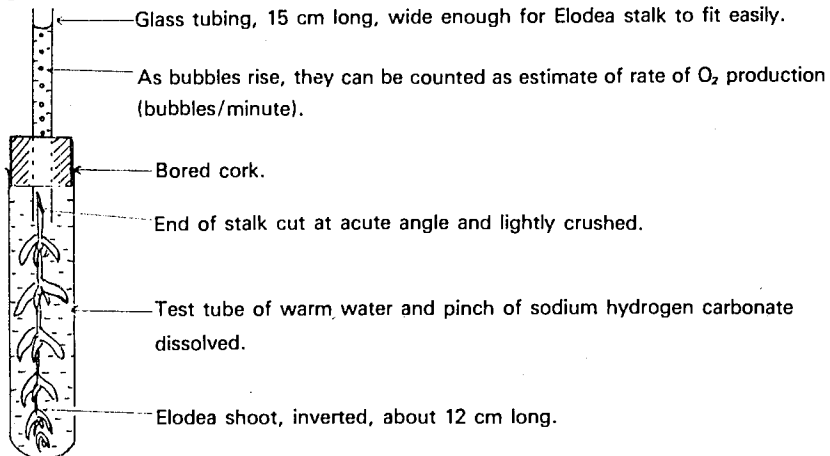 Glass tubing, 15 cm long, wide enough for Elodea stalk to fit easily.
As bubbles rise, they can be counted as estimate of rate of O₂ production
(bubbles/minute).
Bored cork.
End of stalk cut at acute angle and lightly crushed.
Test tube of warm water and pinch of sodium hydrogen carbonate
dissolved.
Elodea shoot, inverted, about 12 cm long.